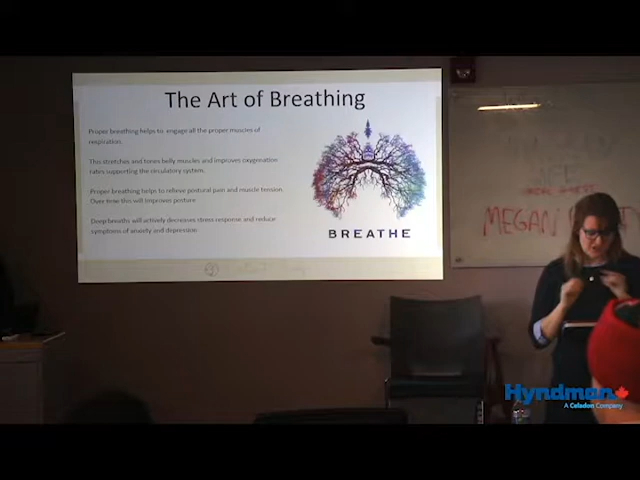 The Art of Breathing
Proper breathing helps to engage all the proper muscles of
respiration.
This stretches and tones belly muscles and improves oxygenation
rates supporting the circulatory system.
Proper breathing helps to relieve postural pain and muscle tension.
Over time this will improves posture
Deep breaths will actively decreases stress response and reduce
symptoms of anxiety and depression
BREATHE
MEGAN
Hyndman
A Celadon Company